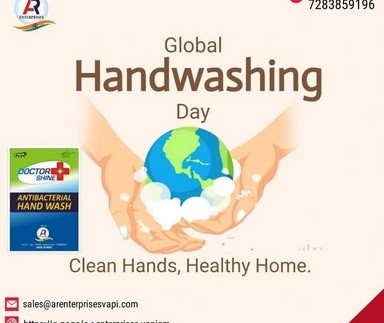 AR
ENTERPRISES
7283859196
Global
Handwashing
Day
DOCTOR
SHINE
ANTIBACTERIAL
HAND WASH
Clean Hands, Healthy Home.
sales@arenterprisesvapi.com